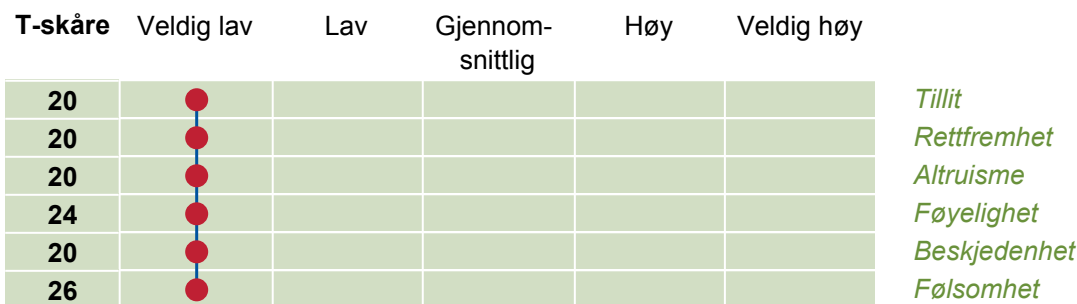 T-skåre Veldig lav Lav Gjennom- Høy Veldig høy
snittlig
20 Tillit
20 Rettfremhet
20 Altruisme
24 Føyelighet
20 Beskjedenhet
26 Følsomhet